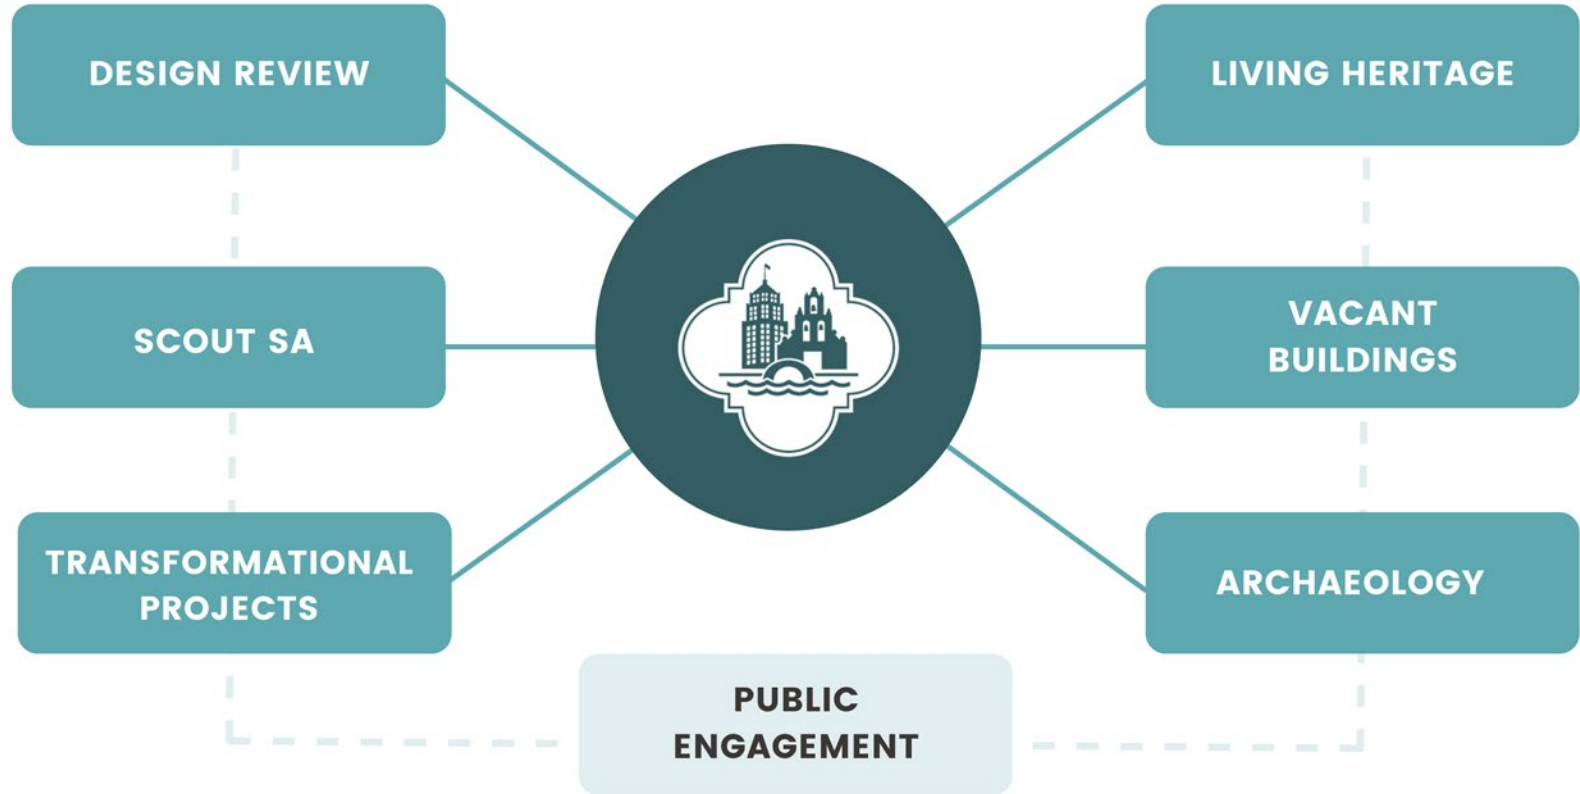 DESIGN REVIEW
LIVING HERITAGE
SCOUT SA
VACANT
BUILDINGS
TRANSFORMATIONAL
PROJECTS
ARCHAEOLOGY
PUBLIC
ENGAGEMENT